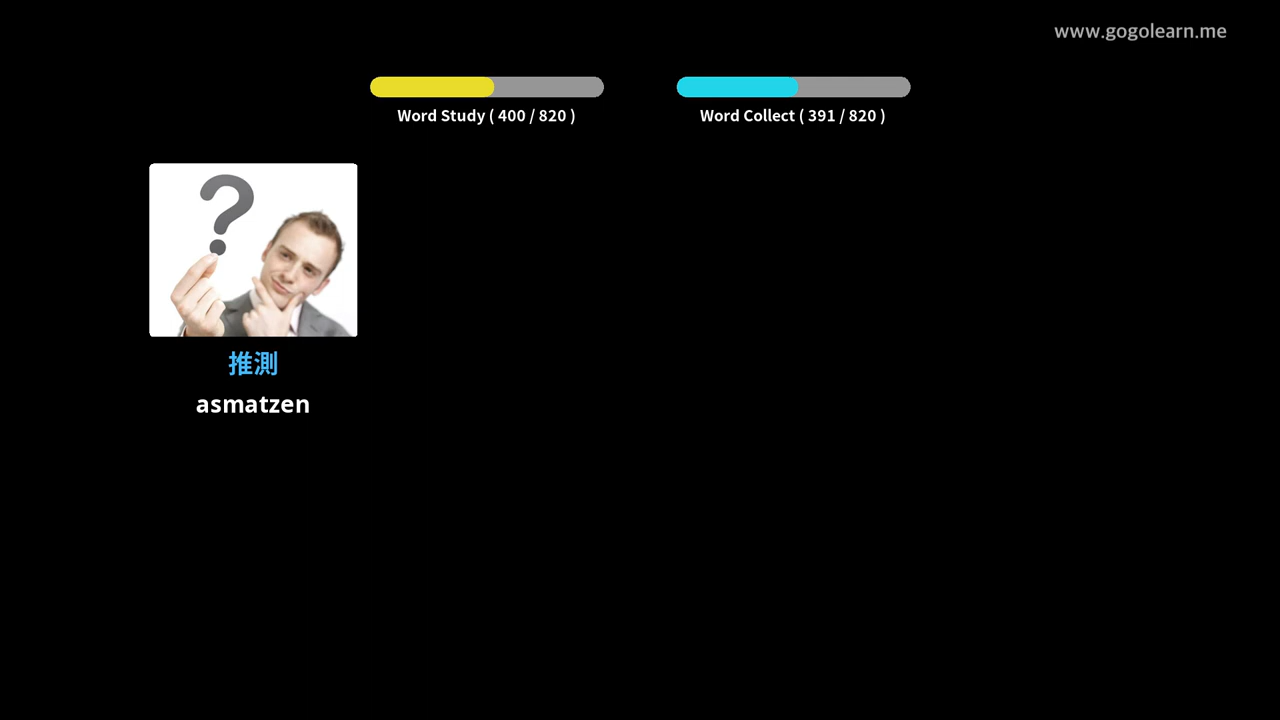 www.gogolearn.me
Word Study ( 400 / 820 )
Word Collect ( 391 / 820 )
?
推測
asmatzen